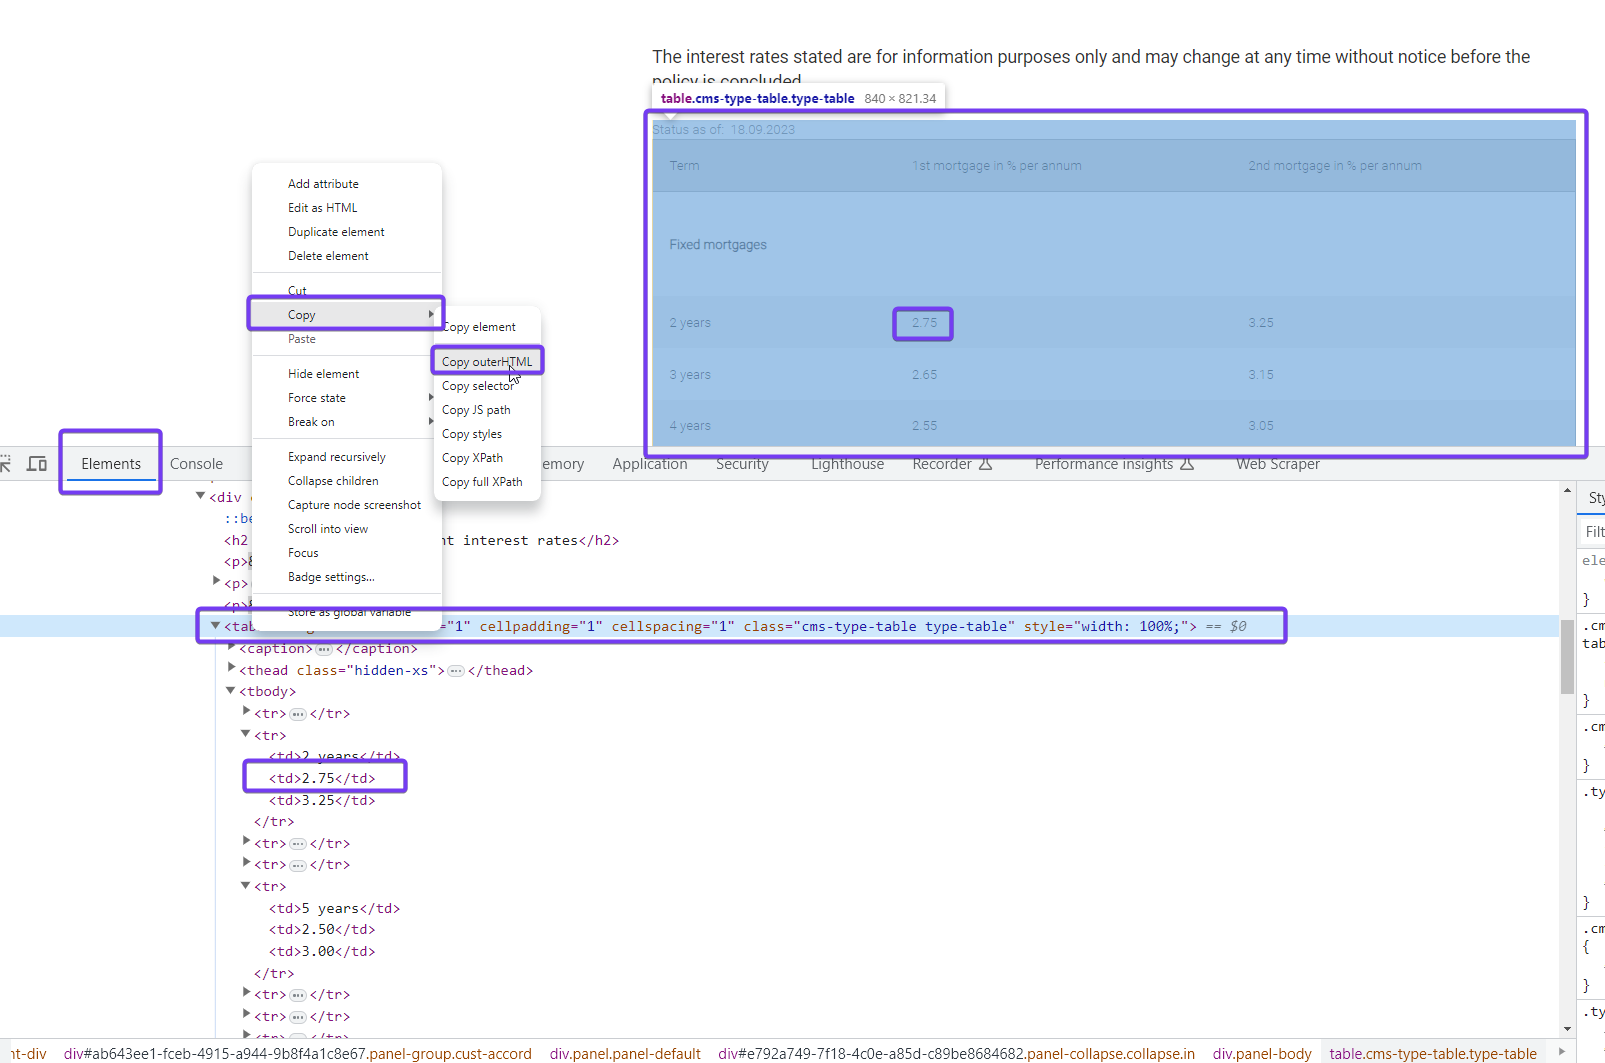 The interest rates stated are for information purposes only and may change at any time without notice before the
policy is concluded
table.cms-type-table.type-table 840 × 821.34
Status as of: 18.09.2023
Term 1st mortgage in % per annum 2nd mortgage in % per annum
Fixed mortgages
2 years 2.75 3.25
3 years 2.65 3.15
4 years 2.55 3.05
Add attribute
Edit as HTML
Duplicate element
Delete element
Cut
Copy
Paste
Hide element
Force state
Break on
Expand recursively
Collapse children
Capture node screenshot
Scroll into view
Focus
Badge settings...
Store as global variable
Copy element
Copy outerHTML
Copy selector
Copy JS path
Copy styles
Copy XPath
Copy full XPath
Elements Console emory Application Security Lighthouse Recorder Performance insights Web Scraper
<div
::be
<h2 nt interest rates</h2>
<p>
<p>
<p>
<tab "1" cellpadding="1" cellspacing="1" class="cms-type-table type-table" style="width: 100%;"> == $0
<caption>…</caption>
<thead class="hidden-xs">…</thead>
<tbody>
<tr>…</tr>
<tr>
<td>2 years</td>
<td>2.75</td>
<td>3.25</td>
</tr>
<tr>…</tr>
<tr>…</tr>
<tr>
<td>5 years</td>
<td>2.50</td>
<td>3.00</td>
</tr>
<tr>…</tr>
<tr>…</tr>
Sty
Filt
ele
}
.cm
tab
}
.cm
}
.ty
}
.cm
{
}
.ty
nt-div div#ab643ee1-fceb-4915-a944-9b8f4a1c8e67.panel-group.cust-accord div.panel.panel-default div#e792a749-7f18-4c0e-a85d-c89be8684682.panel-collapse.collapse.in div.panel-body table.cms-type-table.type-table